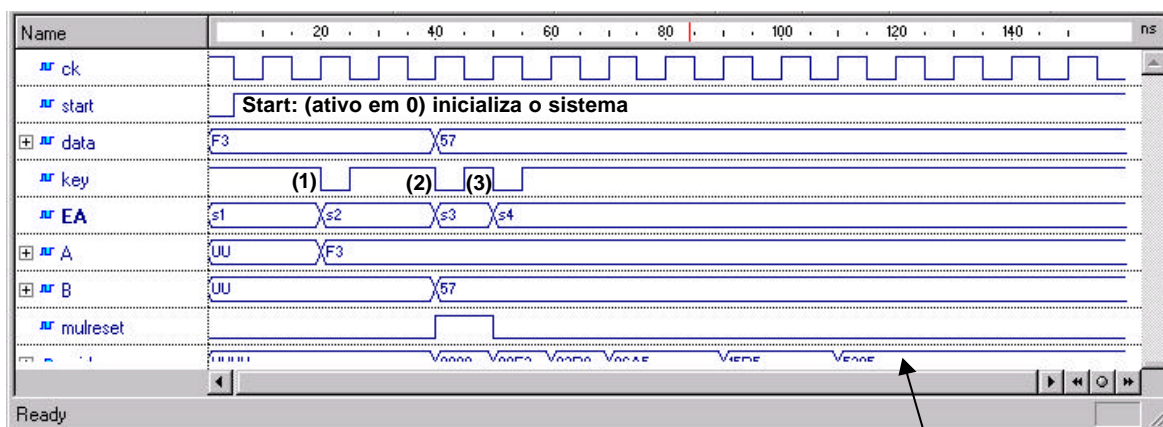 Name 20 40 60 80 100 120 140 ns
ck
start Start: (ativo em 0) inicializa o sistema
data F3 57
key (1) (2) (3)
EA s1 s2 s3 s4
A UU F3
B UU 57
mulreset
Ready